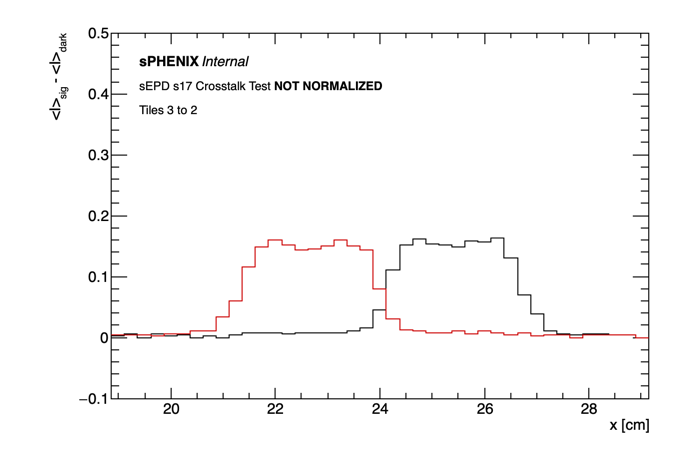 0.5
<I>sig - <I>dark
sPHENIX Internal
sEPD s17 Crosstalk Test NOT NORMALIZED
0.4
Tiles 3 to 2
0.3
0.2
0.1
0
−0.1
20 22 24 26 28
x [cm]